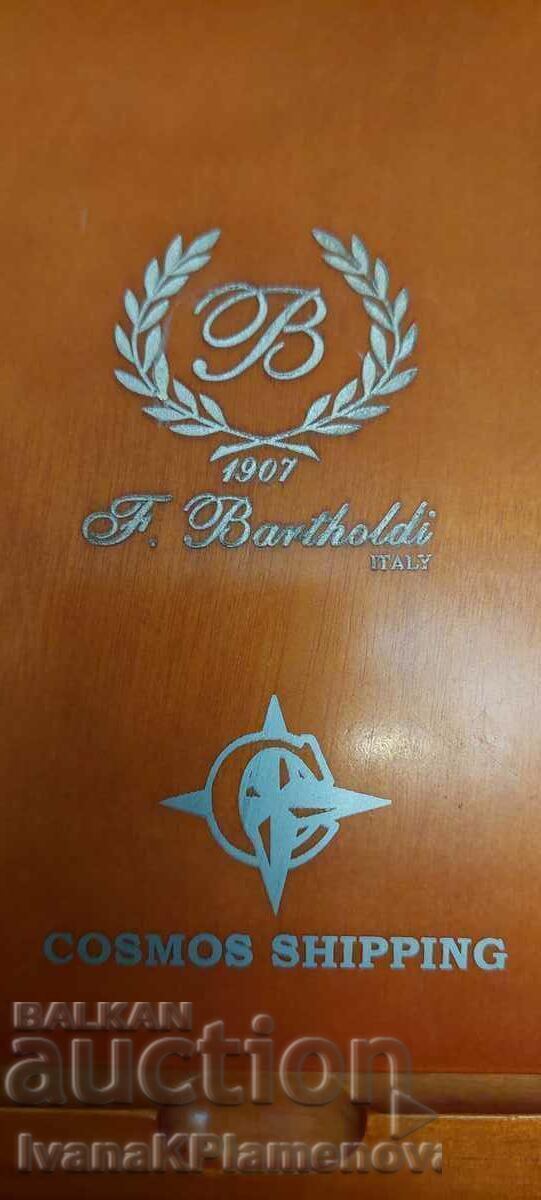 B
1907
F. Bartholdi
ITALY
COSMOS SHIPPING
BALKAN
auction
IvanaKPlamenova